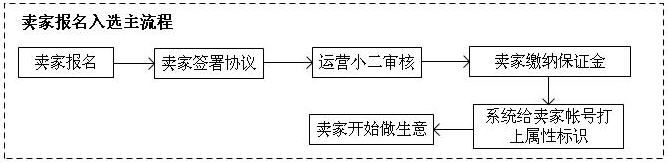 卖家报名入选主流程
卖家报名
卖家签署协议
运营小二审核
卖家缴纳保证金
系统给卖家帐号打
上属性标识
卖家开始做生意